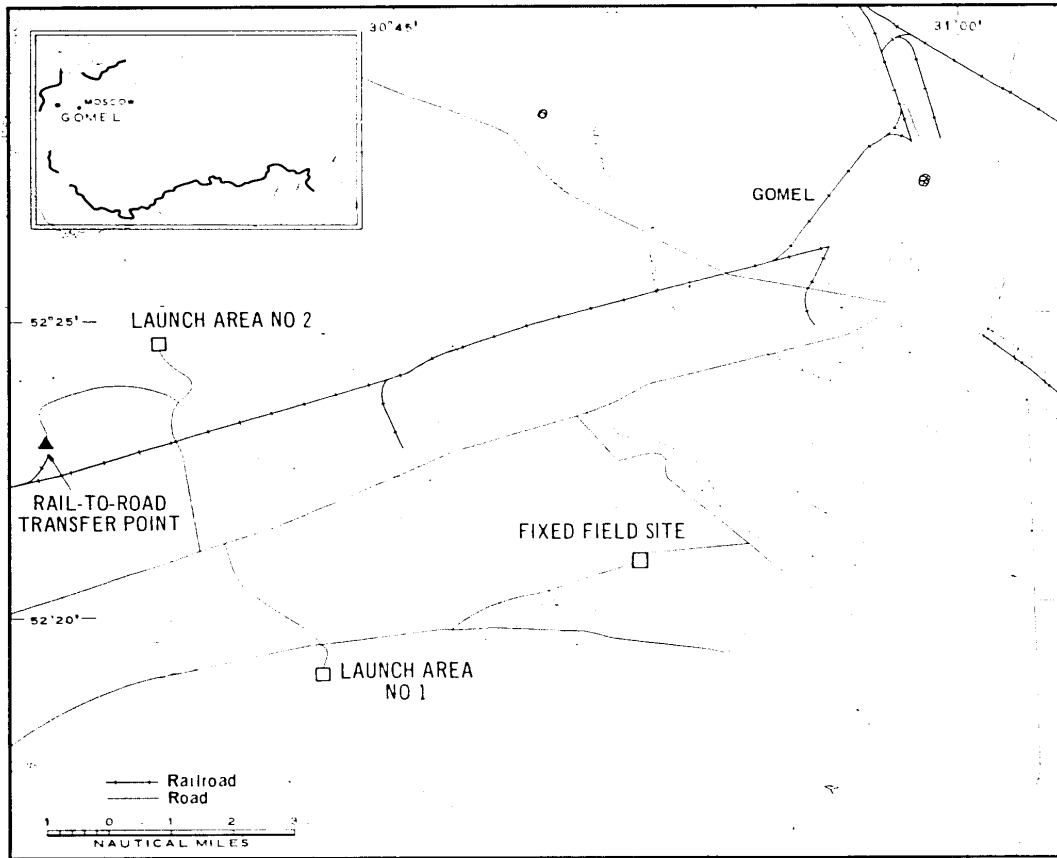 30°45'
31°00'
MOSCOW
GOMEL
GOMEL
52°25'
LAUNCH AREA NO 2
RAIL-TO-ROAD
TRANSFER POINT
FIXED FIELD SITE
52°20'
LAUNCH AREA
NO 1
Railroad
Road
1 0 1 2 3
NAUTICAL MILES